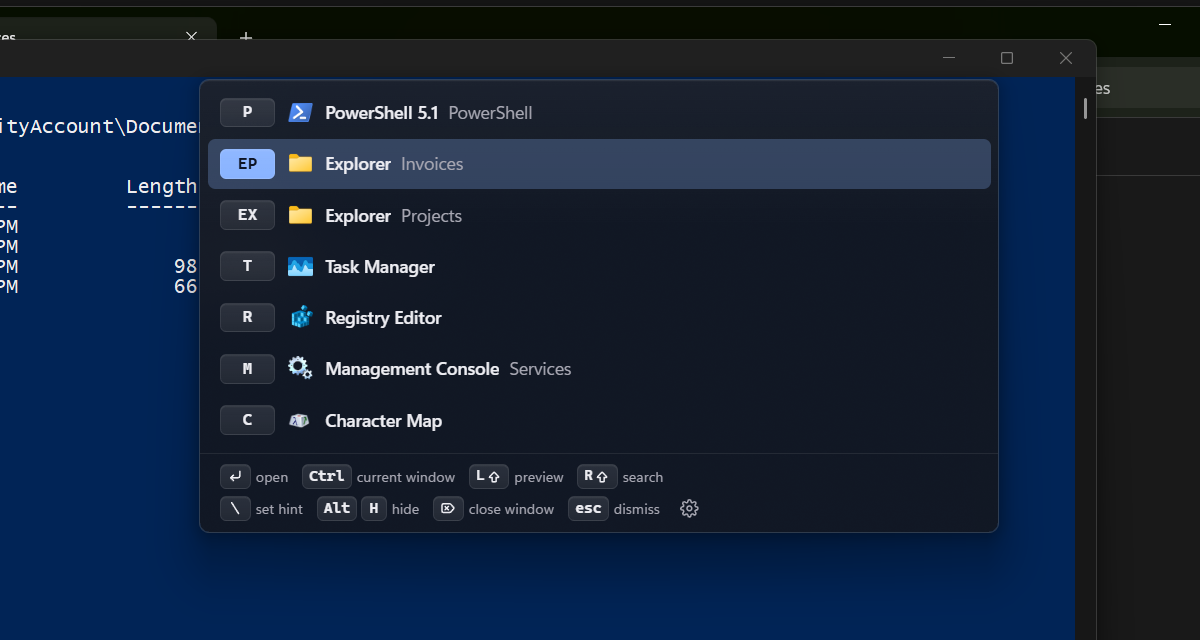 es
ityAccount\Documen
me Length
-- ------
PM
PM
PM 98
PM 66
P PowerShell 5.1 PowerShell
EP Explorer Invoices
EX Explorer Projects
T Task Manager
R Registry Editor
M Management Console Services
C Character Map
↵ open Ctrl current window L⇧ preview R⇧ search
\ set hint Alt H hide ⌦ close window esc dismiss
es